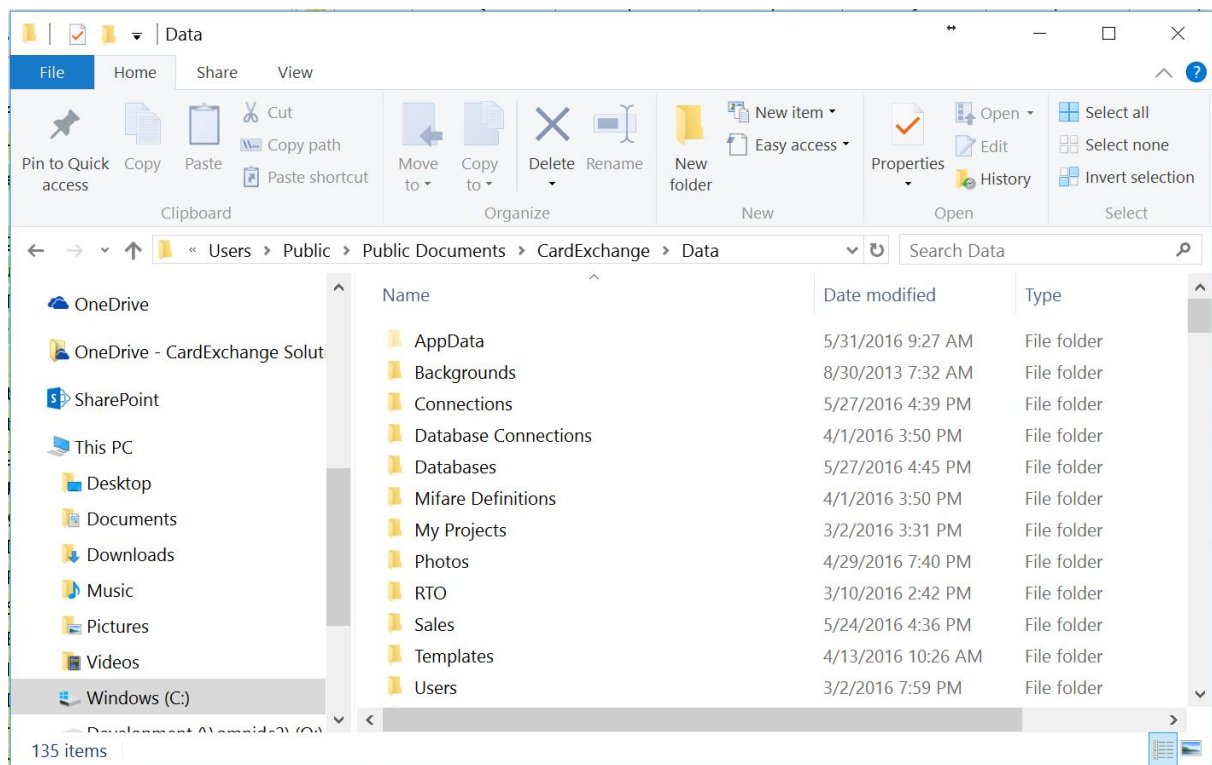 Data
File Home Share View
Pin to Quick access
Copy
Paste
Cut
Copy path
Paste shortcut
Clipboard
Move to
Copy to
Delete
Rename
Organize
New folder
New item
Easy access
New
Properties
Open
Edit
History
Open
Select all
Select none
Invert selection
Select
« Users > Public > Public Documents > CardExchange > Data
Search Data
OneDrive
OneDrive - CardExchange Soluti
SharePoint
This PC
Desktop
Documents
Downloads
Music
Pictures
Videos
Windows (C:)
Name Date modified Type
AppData 5/31/2016 9:27 AM File folder
Backgrounds 8/30/2013 7:32 AM File folder
Connections 5/27/2016 4:39 PM File folder
Database Connections 4/1/2016 3:50 PM File folder
Databases 5/27/2016 4:45 PM File folder
Mifare Definitions 4/1/2016 3:50 PM File folder
My Projects 3/2/2016 3:31 PM File folder
Photos 4/29/2016 7:40 PM File folder
RTO 3/10/2016 2:42 PM File folder
Sales 5/24/2016 4:36 PM File folder
Templates 4/13/2016 10:26 AM File folder
Users 3/2/2016 7:59 PM File folder
135 items